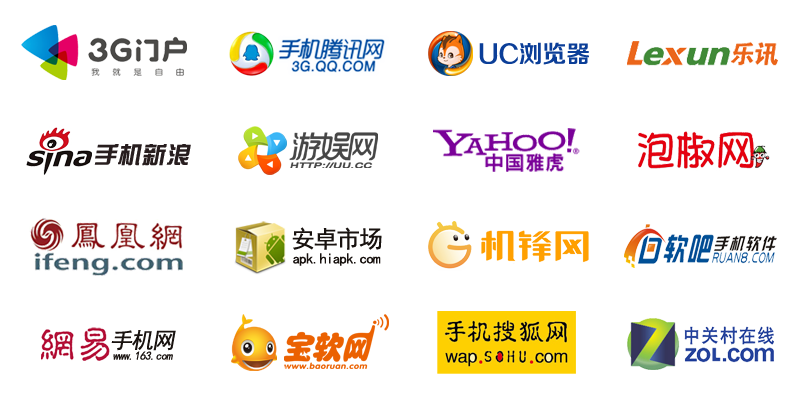 3G门户
我就是自由
手机腾讯网
3G.QQ.COM
UC浏览器
Lexun乐讯
sina手机新浪
游娱网
HTTP://UU.CC
YAHOO!®
中国雅虎
泡椒网
鳳凰網
ifeng.com
安卓市场
apk.hiapk.com
机锋网
软吧手机软件
RUAN8.COM
網易手机网
www.163.com
宝软网
www.baoruan.com
手机搜狐网
wap.SOHU.com
中关村在线
ZOL.com